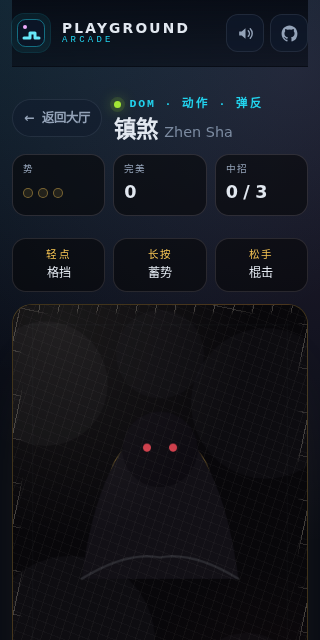 PLAYGROUND
ARCADE
← 返回大厅
DOM · 动作 · 弹反
镇煞 Zhen Sha
势
完美
0
中招
0 / 3
轻点
格挡
长按
蓄势
松手
棍击